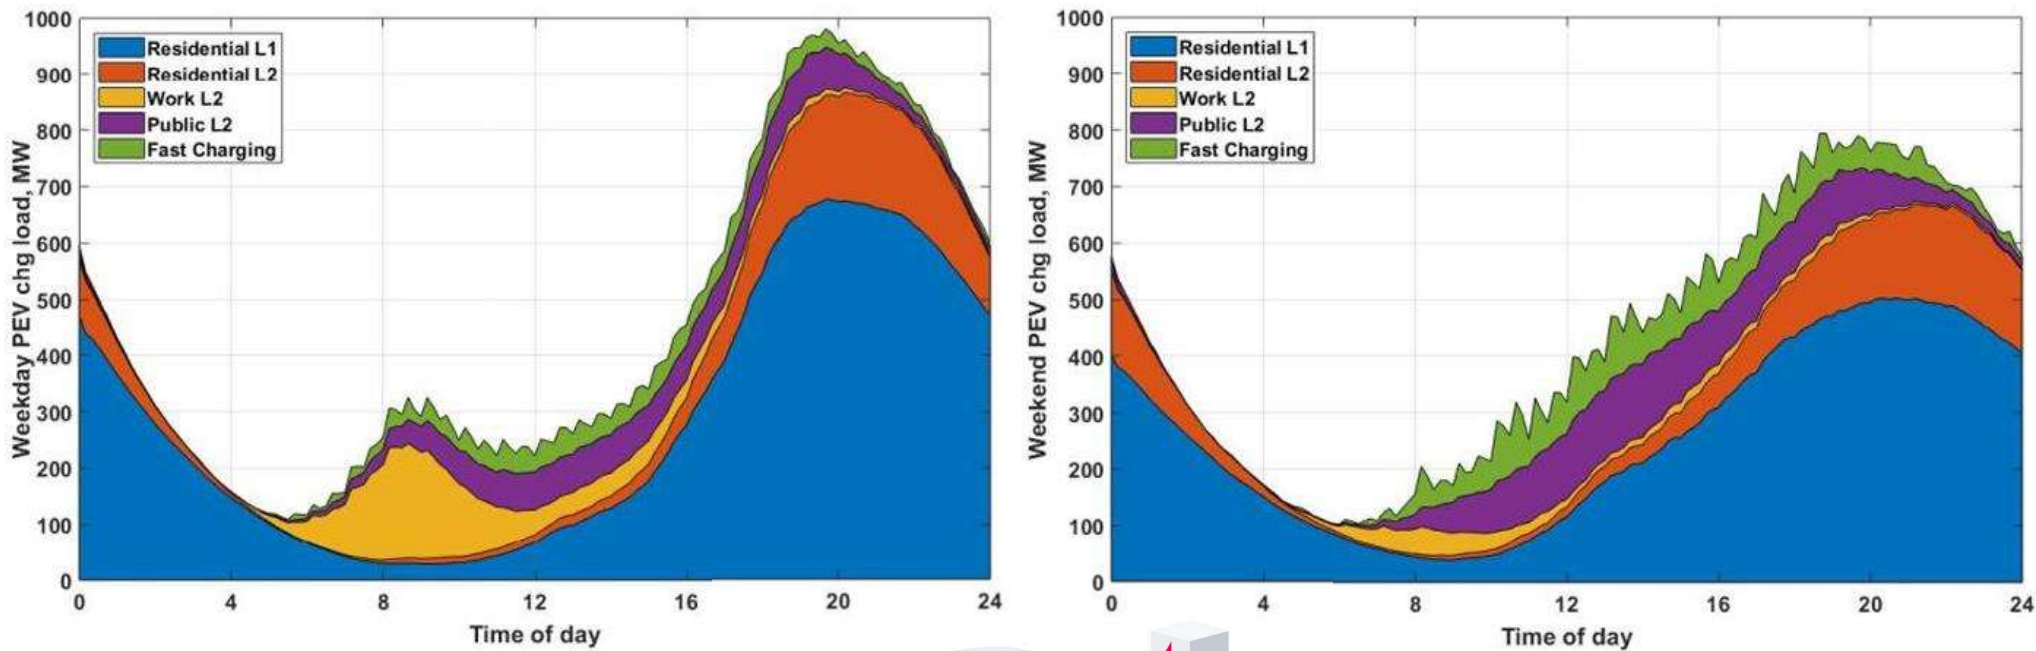 1000
900
800
700
600
500
400
300
200
100
0
Weekday PEV chg load, MW
Residential L1
Residential L2
Work L2
Public L2
Fast Charging
0 4 8 12 16 20 24
Time of day
1000
900
800
700
600
500
400
300
200
100
0
Weekend PEV chg load, MW
Residential L1
Residential L2
Work L2
Public L2
Fast Charging
0 4 8 12 16 20 24
Time of day